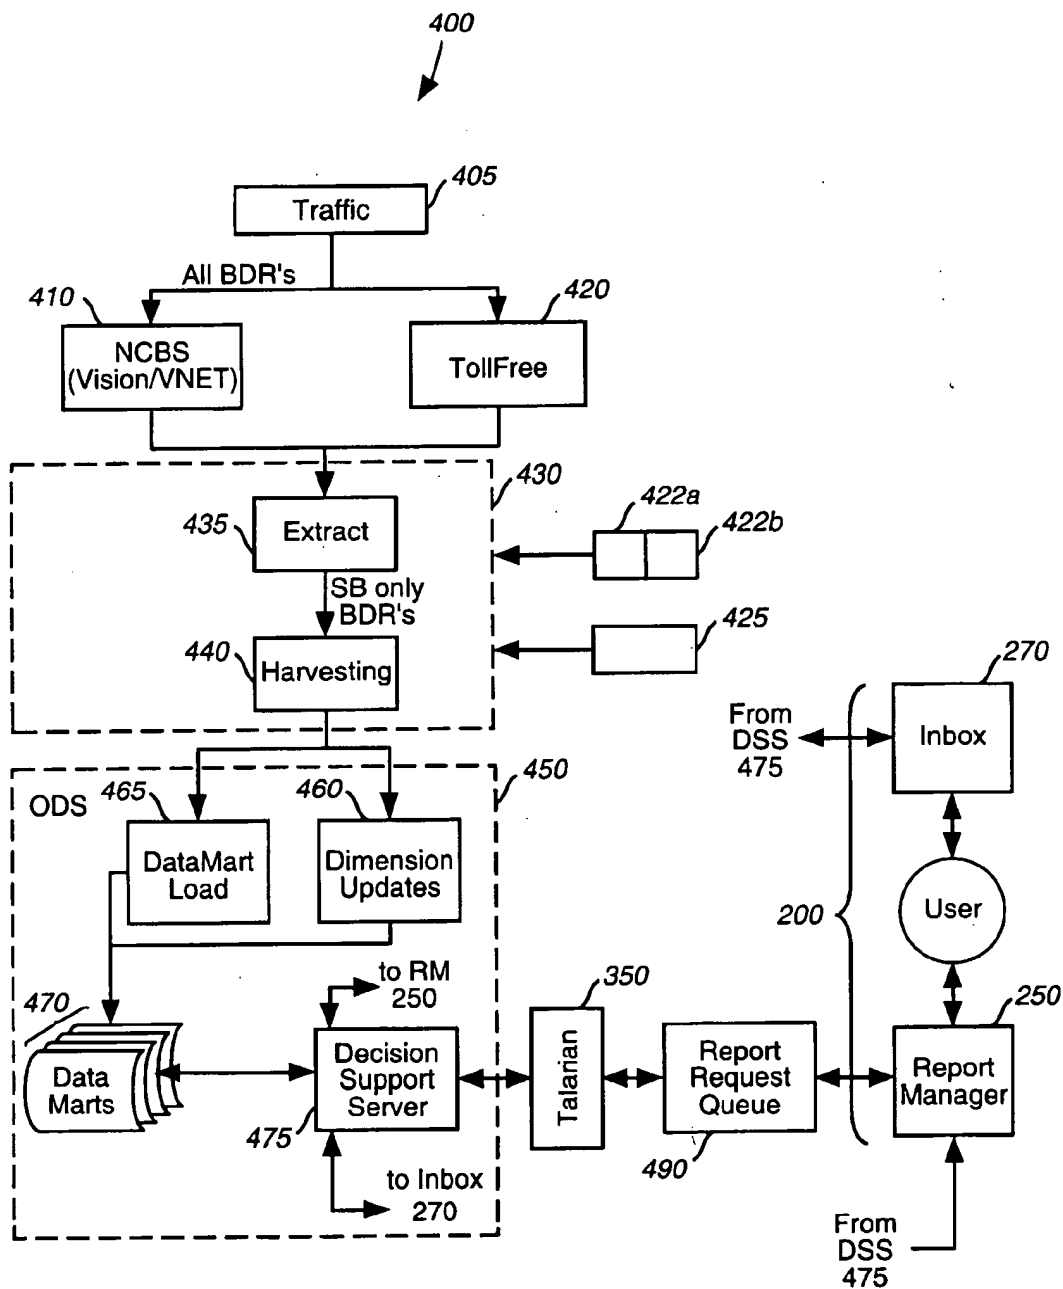 400
405
Traffic
All BDR's
410
420
NCBS
(Vision/VNET)
TollFree
430
435
Extract
422a
422b
SB only
BDR's
425
440
Harvesting
270
From
DSS
475
Inbox
450
ODS
465
460
DataMart
Load
Dimension
Updates
200
User
to RM
250
470
350
250
Data
Marts
Decision
Support
Server
475
Talarian
Report
Request
Queue
490
Report
Manager
to Inbox
270
From
DSS
475